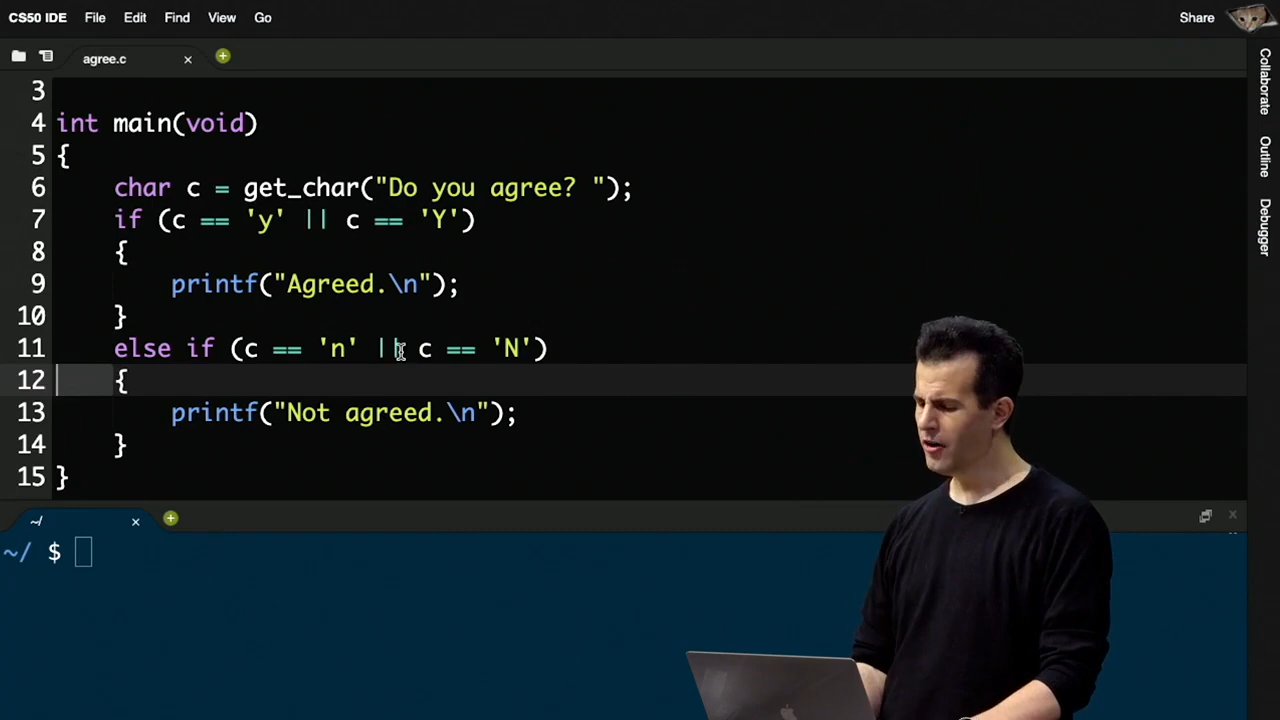 CS50 IDE File Edit Find View Go Share
agree.c
3
4 int main(void)
5 {
6 char c = get_char("Do you agree? ");
7 if (c == 'y' || c == 'Y')
8 {
9 printf("Agreed.\n");
10 }
11 else if (c == 'n' || c == 'N')
12 {
13 printf("Not agreed.\n");
14 }
15 }
~/
~/ $
Collaborate
Outline
Debugger